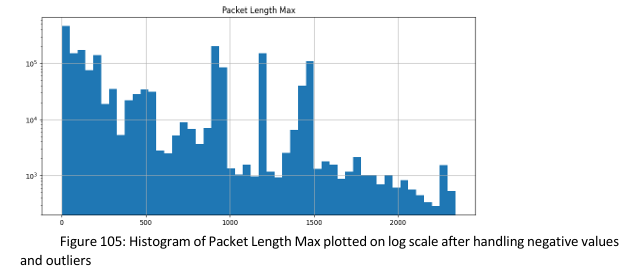 Packet Length Max
10⁵
10⁴
10³
0 500 1000 1500 2000
Figure 105: Histogram of Packet Length Max plotted on log scale after handling negative values
and outliers